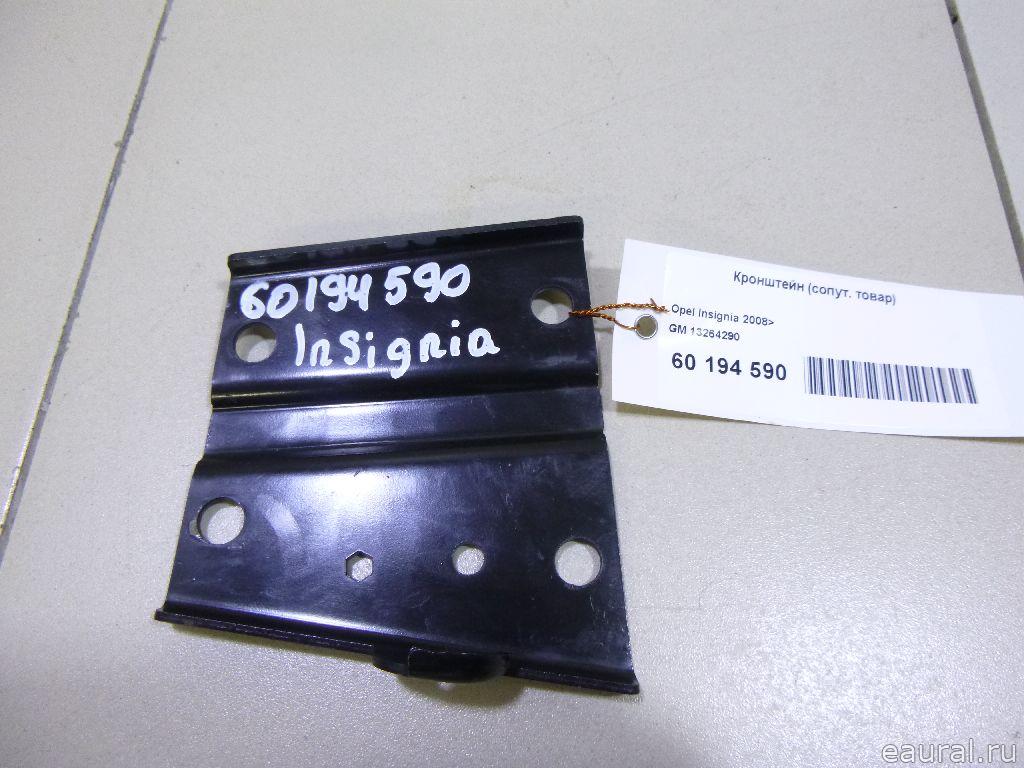 60194590
Insignia
Кронштейн (сопут. товар)
Opel Insignia 2008>
GM 13264290
60 194 590
eaural.ru